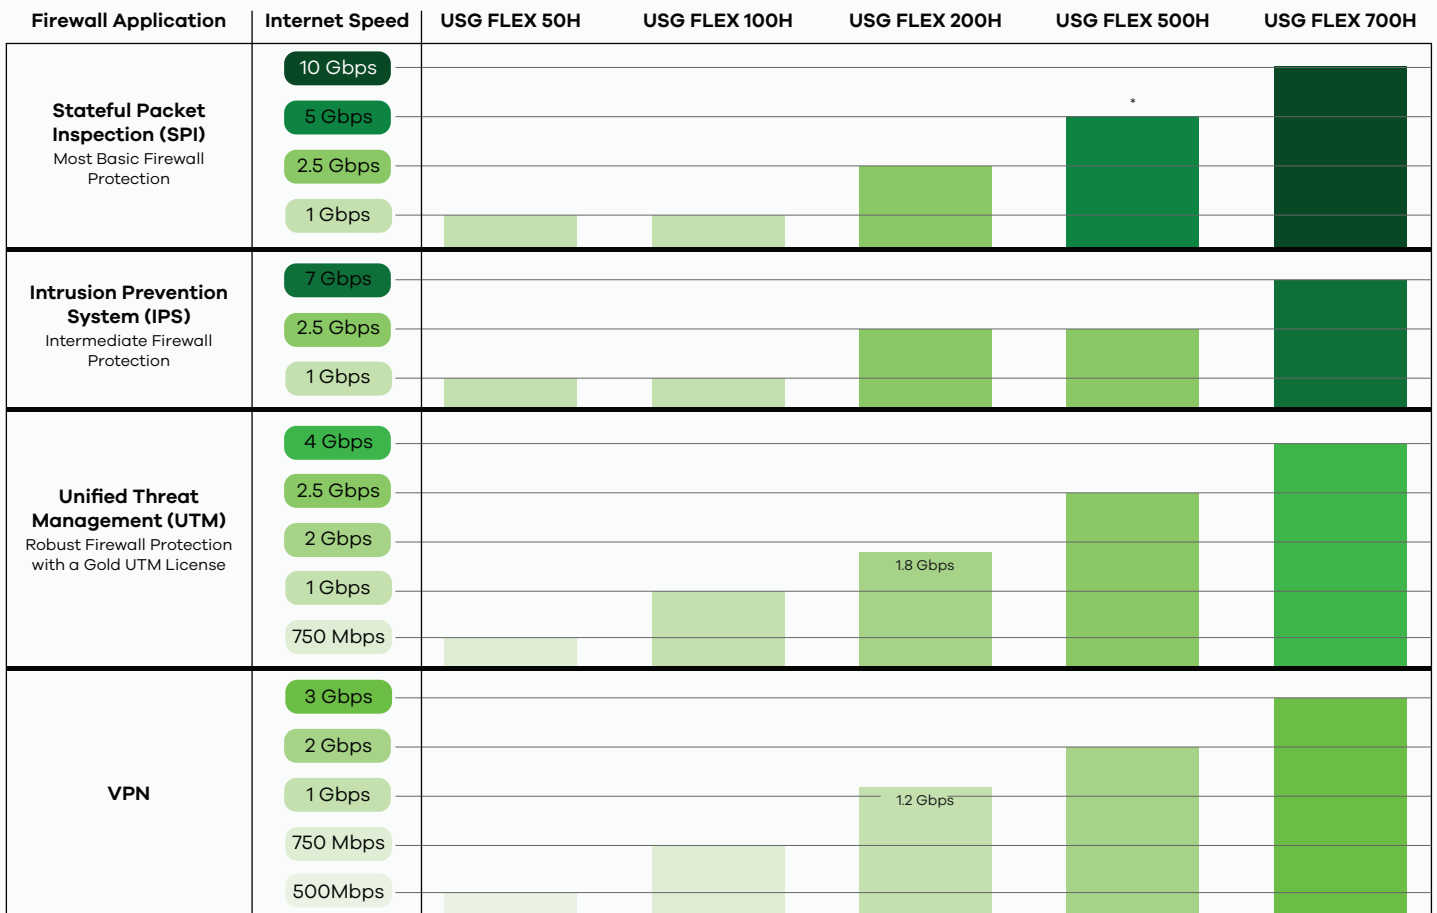 Firewall Application
Internet Speed
USG FLEX 50H
USG FLEX 100H
USG FLEX 200H
USG FLEX 500H
USG FLEX 700H
Stateful Packet
Inspection (SPI)
Most Basic Firewall
Protection
10 Gbps
5 Gbps
2.5 Gbps
1 Gbps
*
Intrusion Prevention
System (IPS)
Intermediate Firewall
Protection
7 Gbps
2.5 Gbps
1 Gbps
Unified Threat
Management (UTM)
Robust Firewall Protection
with a Gold UTM License
4 Gbps
2.5 Gbps
2 Gbps
1 Gbps
750 Mbps
1.8 Gbps
VPN
3 Gbps
2 Gbps
1 Gbps
750 Mbps
500Mbps
1.2 Gbps